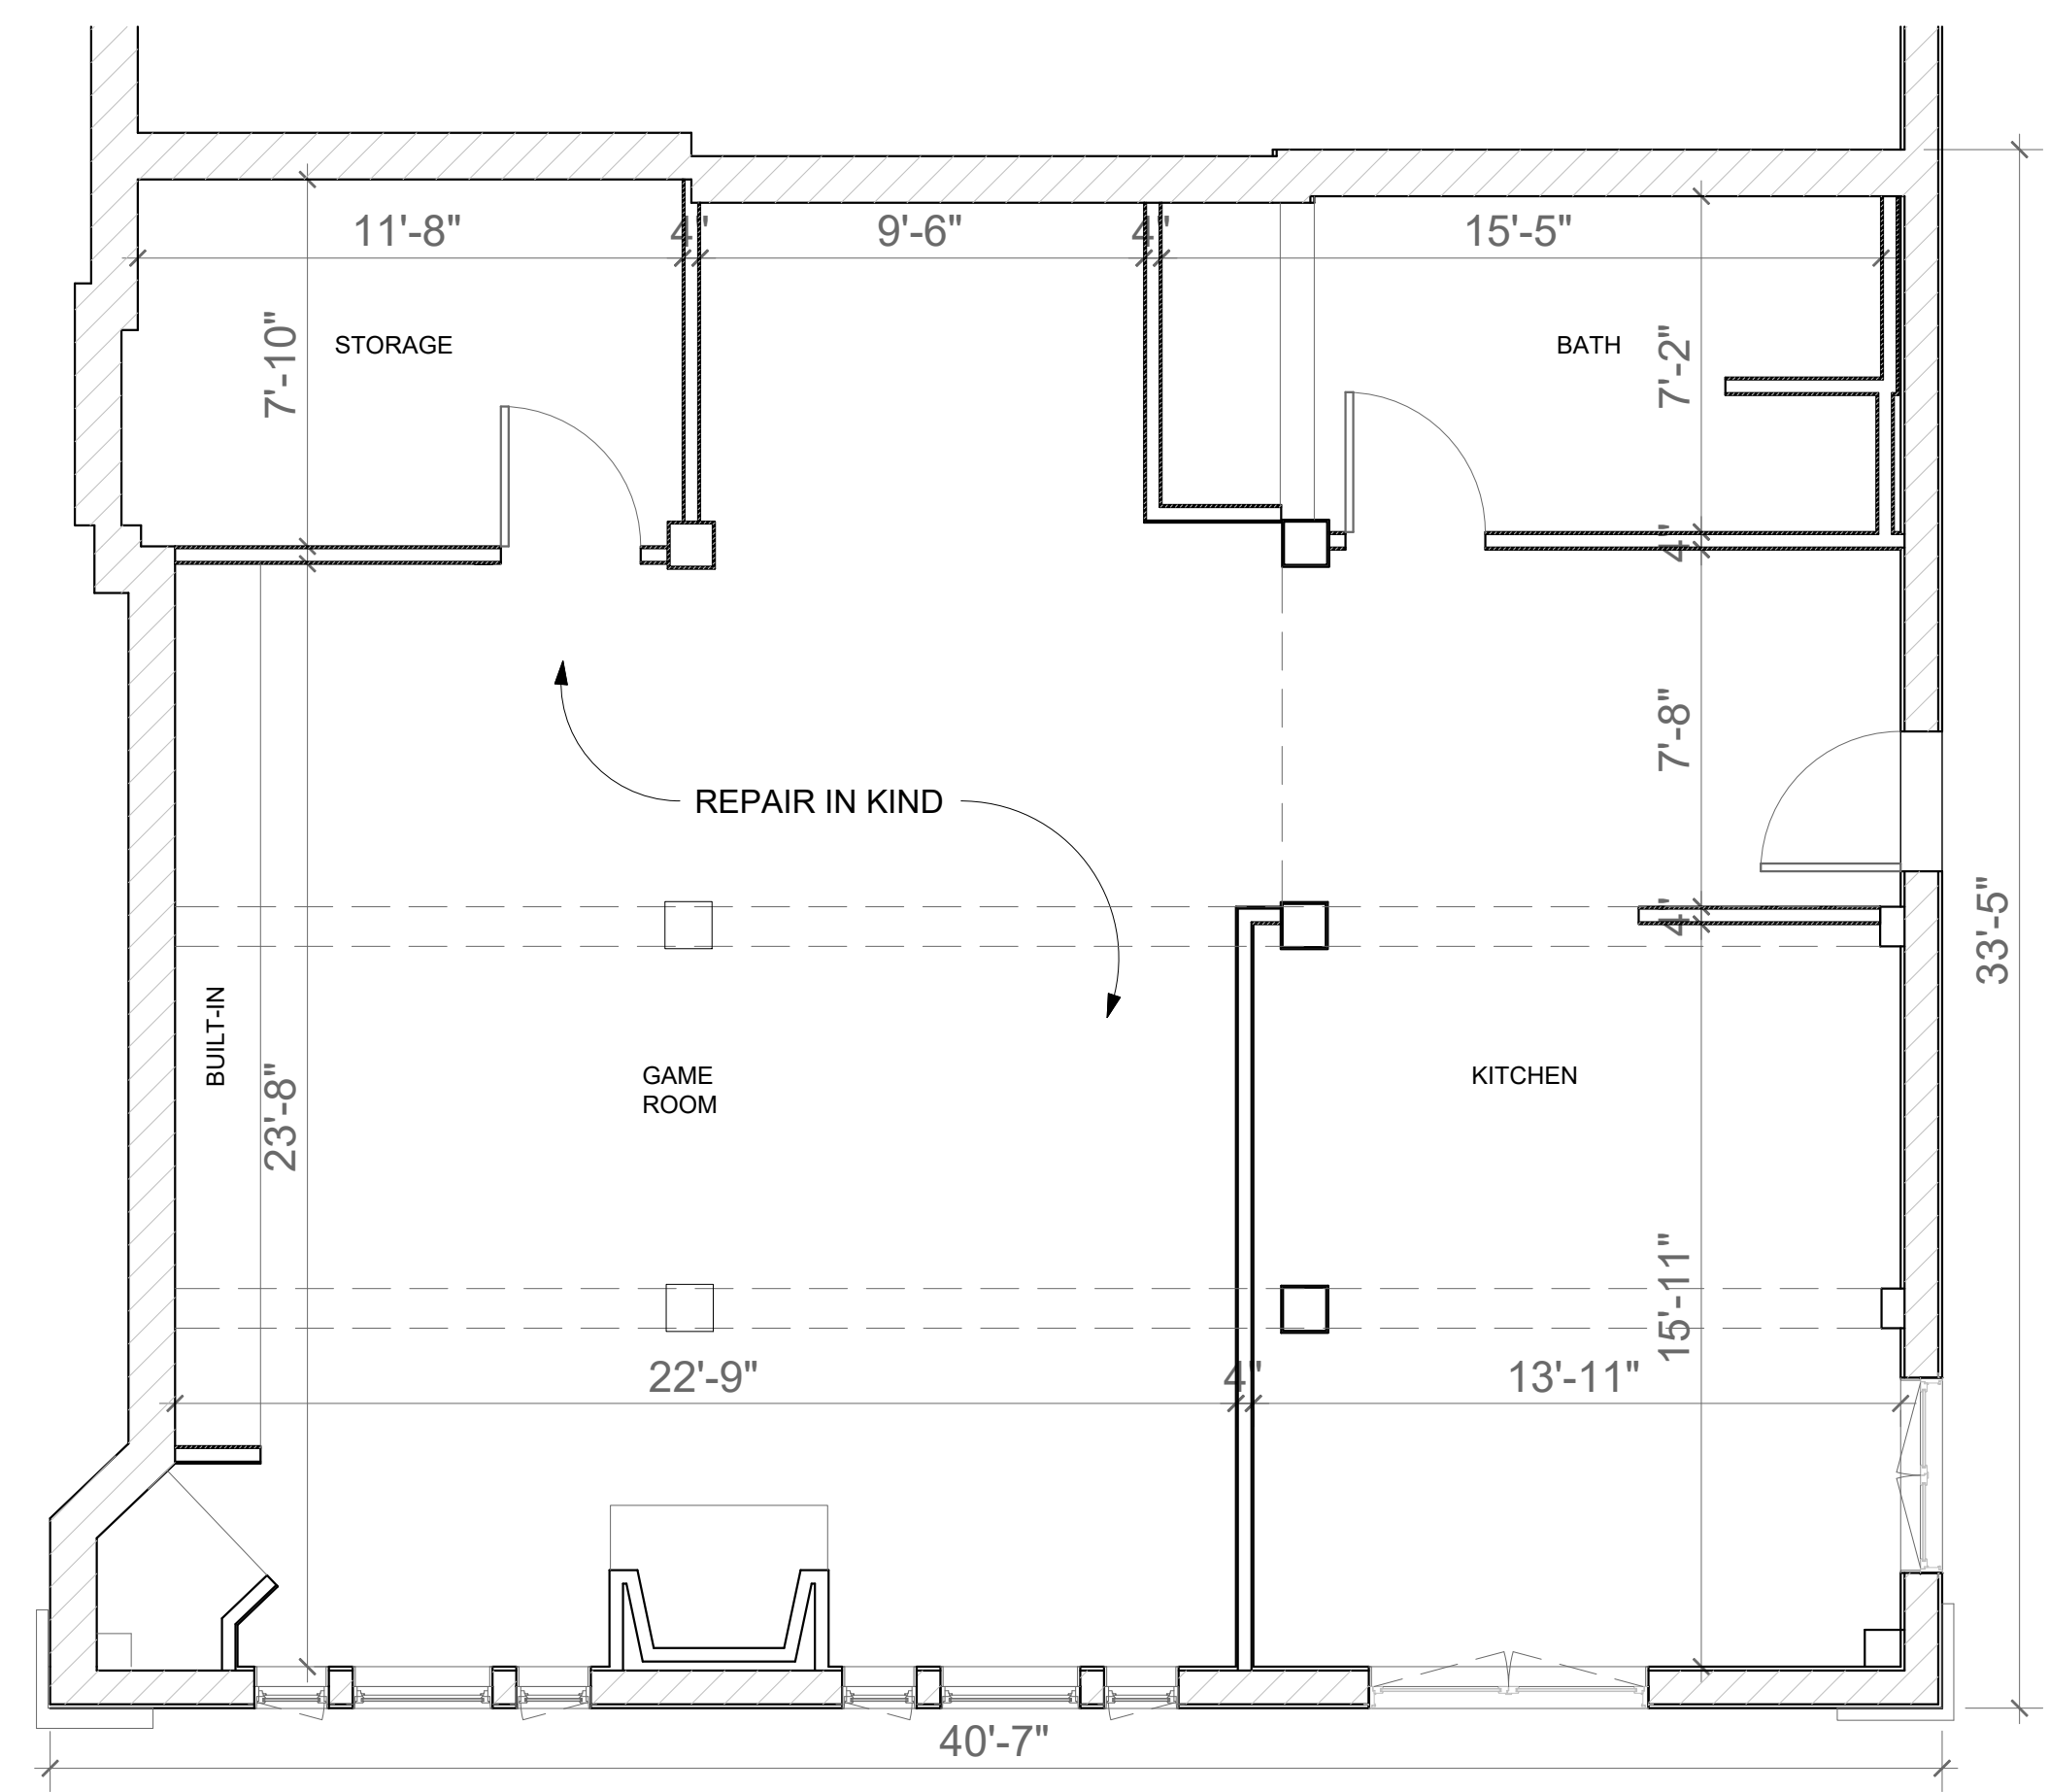 11'-8"
4"
9'-6"
4"
15'-5"
STORAGE
7'-10"
BATH
7'-2"
4"
7'-8"
REPAIR IN KIND
4"
33'-5"
BUILT-IN
23'-8"
GAME
ROOM
KITCHEN
15'-11"
22'-9"
4"
13'-11"
40'-7"